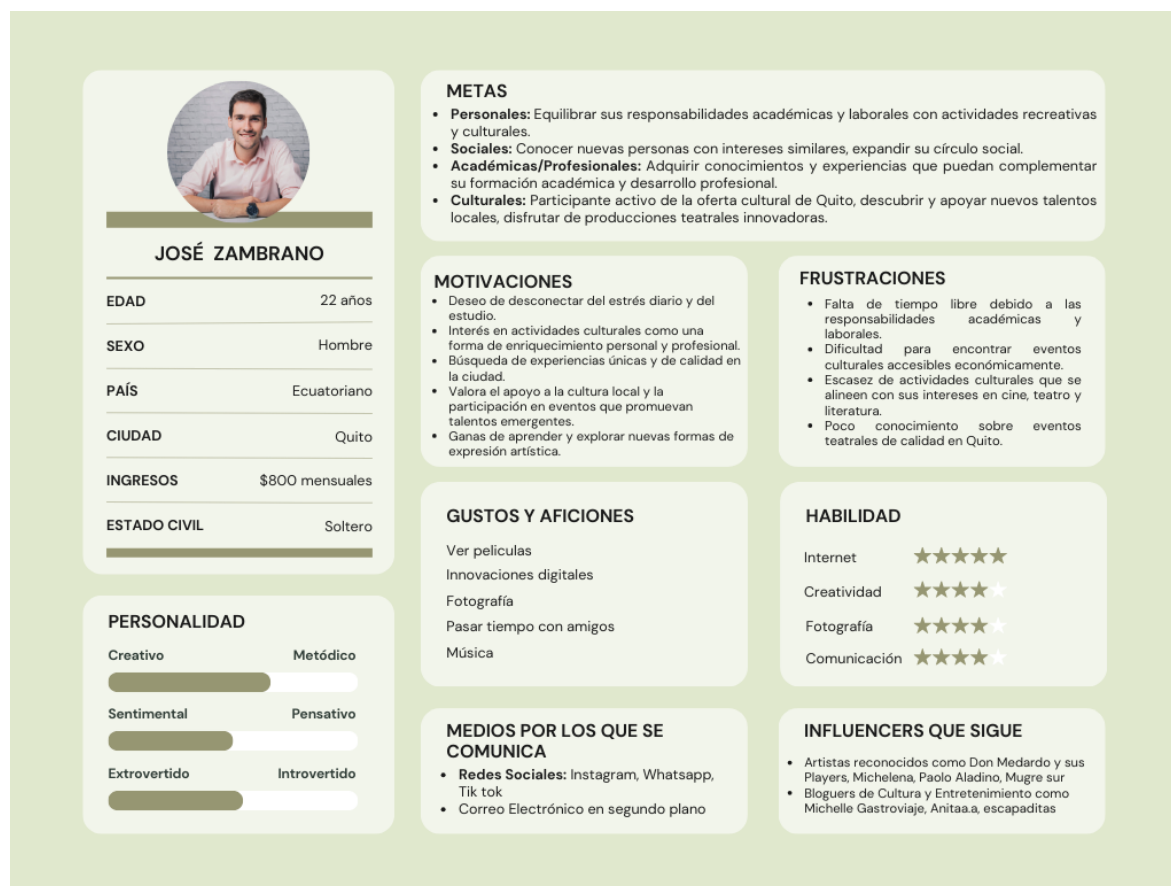 JOSÉ ZAMBRANO
EDAD 22 años
SEXO Hombre
PAÍS Ecuatoriano
CIUDAD Quito
INGRESOS $800 mensuales
ESTADO CIVIL Soltero
PERSONALIDAD
Creativo Metódico
Sentimental Pensativo
Extrovertido Introvertido
METAS
• Personales: Equilibrar sus responsabilidades académicas y laborales con actividades recreativas
y culturales.
• Sociales: Conocer nuevas personas con intereses similares, expandir su círculo social.
• Académicas/Profesionales: Adquirir conocimientos y experiencias que puedan complementar
su formación académica y desarrollo profesional.
• Culturales: Participante activo de la oferta cultural de Quito, descubrir y apoyar nuevos talentos
locales, disfrutar de producciones teatrales innovadoras.
MOTIVACIONES
• Deseo de desconectar del estrés diario y del
estudio.
• Interés en actividades culturales como una
forma de enriquecimiento personal y profesional.
• Búsqueda de experiencias únicas y de calidad en
la ciudad.
• Valora el apoyo a la cultura local y la
participación en eventos que promuevan
talentos emergentes.
• Ganas de aprender y explorar nuevas formas de
expresión artística.
FRUSTRACIONES
• Falta de tiempo libre debido a las
responsabilidades académicas y
laborales.
• Dificultad para encontrar eventos
culturales accesibles económicamente.
• Escasez de actividades culturales que se
alineen con sus intereses en cine, teatro y
literatura.
• Poco conocimiento sobre eventos
teatrales de calidad en Quito.
GUSTOS Y AFICIONES
Ver peliculas
Innovaciones digitales
Fotografía
Pasar tiempo con amigos
Música
HABILIDAD
Internet
Creatividad
Fotografía
Comunicación
MEDIOS POR LOS QUE SE
COMUNICA
• Redes Sociales: Instagram, Whatsapp,
Tik tok
• Correo Electrónico en segundo plano
INFLUENCERS QUE SIGUE
• Artistas reconocidos como Don Medardo y sus
Players, Michelena, Paolo Aladino, Mugre sur
• Bloguers de Cultura y Entretenimiento como
Michelle Gastroviaje, Anitaa.a, escapaditas